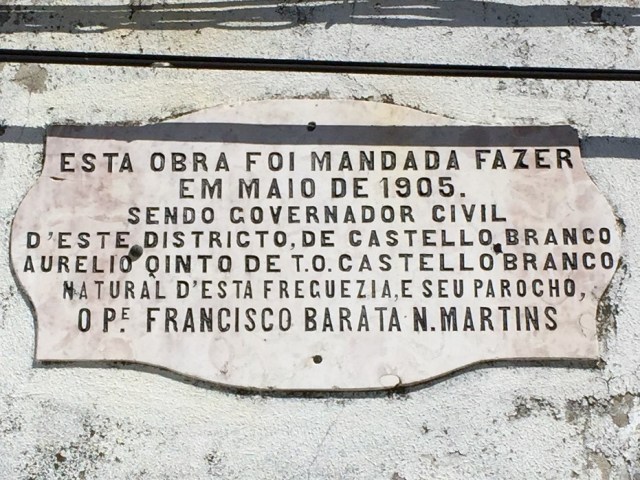 ESTA OBRA FOI MANDADA FAZER
EM MAIO DE 1905.
SENDO GOVERNADOR CIVIL
D'ESTE DISTRICTO, DE CASTELLO BRANCO
AURELIO QINTO DE T.O. CASTELLO BRANCO
NATURAL D'ESTA FREGUEZIA, E SEU PAROCHO,
O P.E FRANCISCO BARATA N. MARTINS